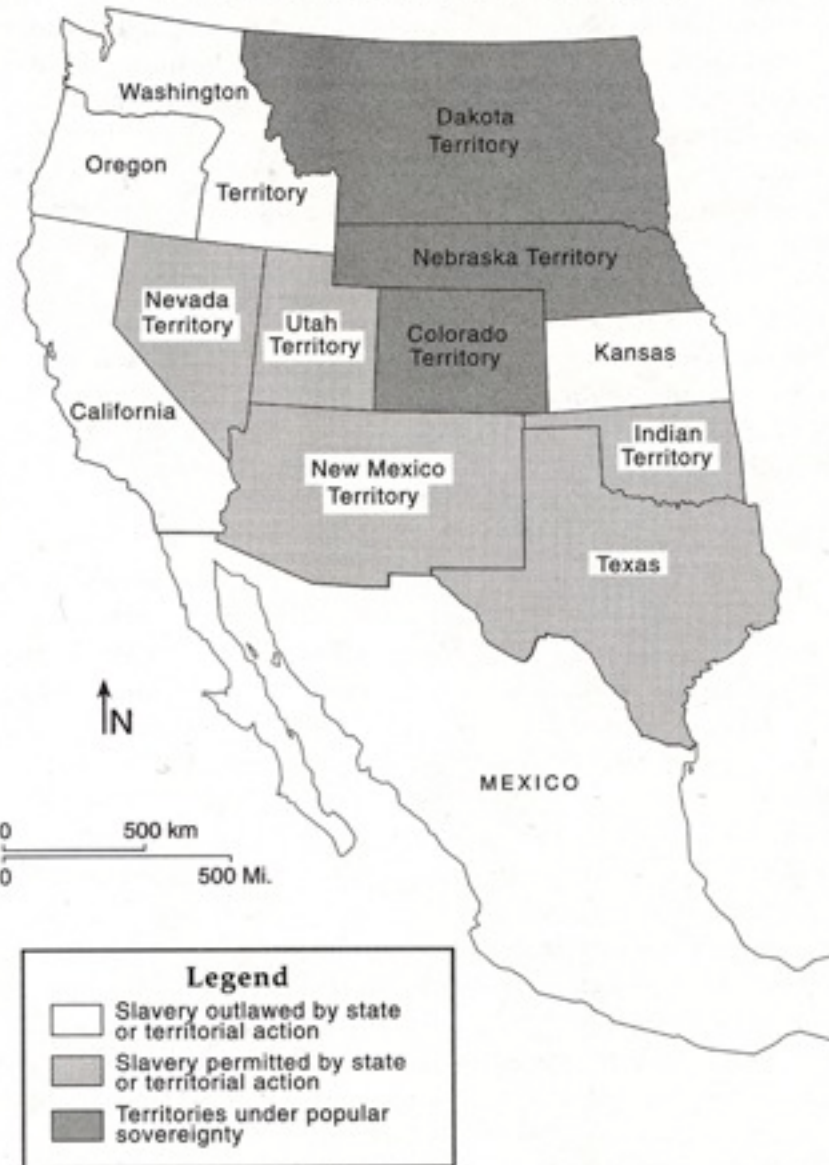 Washington
Dakota
Territory
Oregon
Territory
Nebraska Territory
Nevada
Territory
Utah
Territory
Colorado
Territory
Kansas
California
Indian
Territory
New Mexico
Territory
Texas
N
MEXICO
0 500 km
0 500 Mi.
Legend
Slavery outlawed by state
or territorial action
Slavery permitted by state
or territorial action
Territories under popular
sovereignty